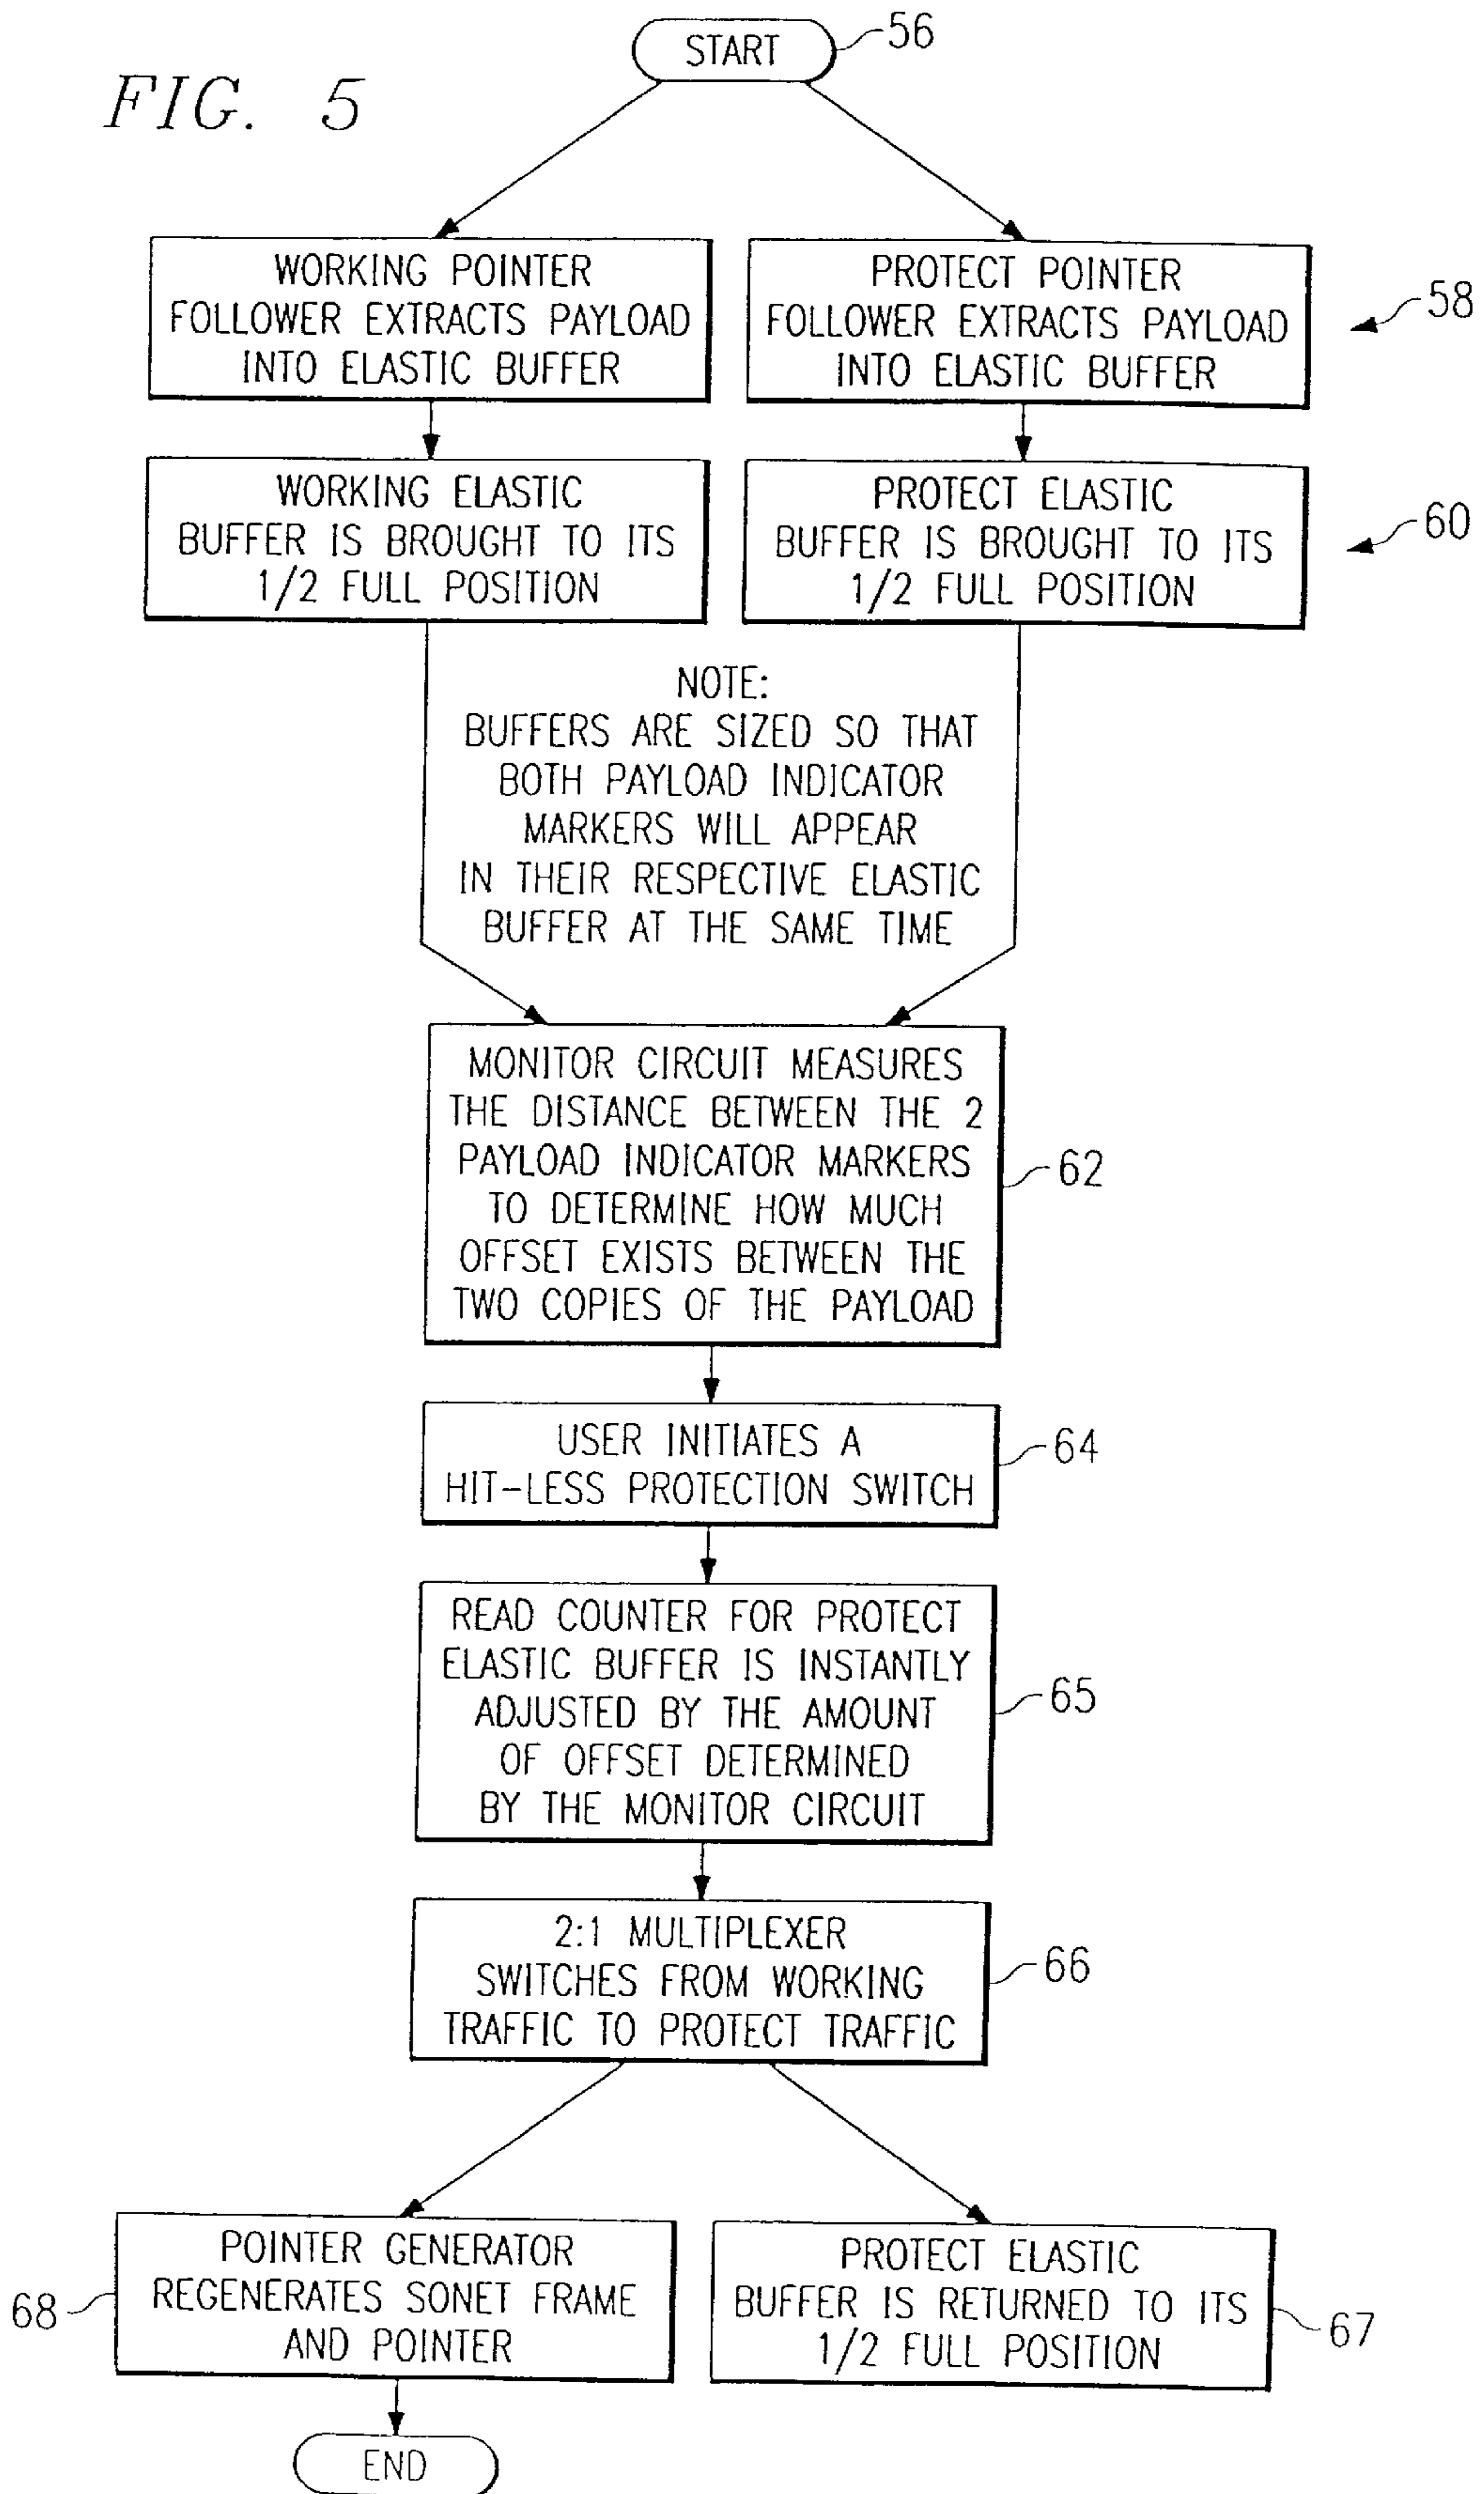 FIG. 5
START
56
WORKING POINTER
FOLLOWER EXTRACTS PAYLOAD
INTO ELASTIC BUFFER
PROTECT POINTER
FOLLOWER EXTRACTS PAYLOAD
INTO ELASTIC BUFFER
58
WORKING ELASTIC
BUFFER IS BROUGHT TO ITS
1/2 FULL POSITION
PROTECT ELASTIC
BUFFER IS BROUGHT TO ITS
1/2 FULL POSITION
60
NOTE:
BUFFERS ARE SIZED SO THAT
BOTH PAYLOAD INDICATOR
MARKERS WILL APPEAR
IN THEIR RESPECTIVE ELASTIC
BUFFER AT THE SAME TIME
MONITOR CIRCUIT MEASURES
THE DISTANCE BETWEEN THE 2
PAYLOAD INDICATOR MARKERS
TO DETERMINE HOW MUCH
OFFSET EXISTS BETWEEN THE
TWO COPIES OF THE PAYLOAD
62
USER INITIATES A
HIT-LESS PROTECTION SWITCH
64
READ COUNTER FOR PROTECT
ELASTIC BUFFER IS INSTANTLY
ADJUSTED BY THE AMOUNT
OF OFFSET DETERMINED
BY THE MONITOR CIRCUIT
65
2:1 MULTIPLEXER
SWITCHES FROM WORKING
TRAFFIC TO PROTECT TRAFFIC
66
POINTER GENERATOR
REGENERATES SONET FRAME
AND POINTER
68
PROTECT ELASTIC
BUFFER IS RETURNED TO ITS
1/2 FULL POSITION
67
END